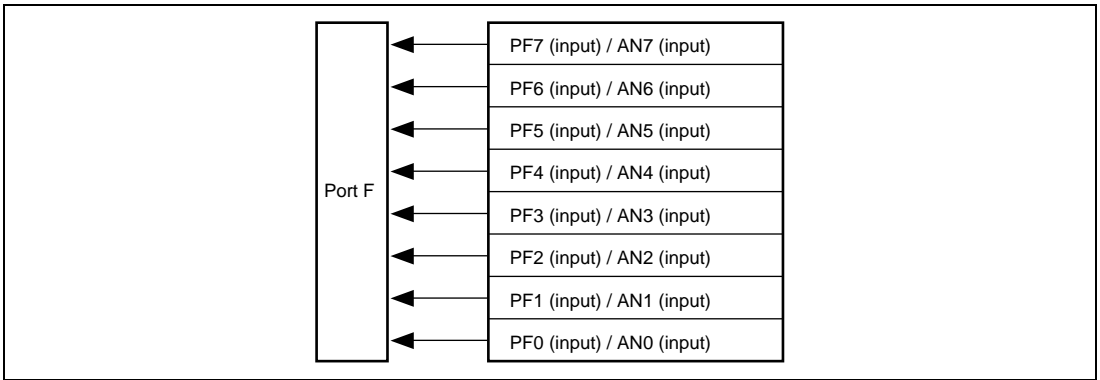 PF7 (input) / AN7 (input)
PF6 (input) / AN6 (input)
PF5 (input) / AN5 (input)
PF4 (input) / AN4 (input)
Port F
PF3 (input) / AN3 (input)
PF2 (input) / AN2 (input)
PF1 (input) / AN1 (input)
PF0 (input) / AN0 (input)